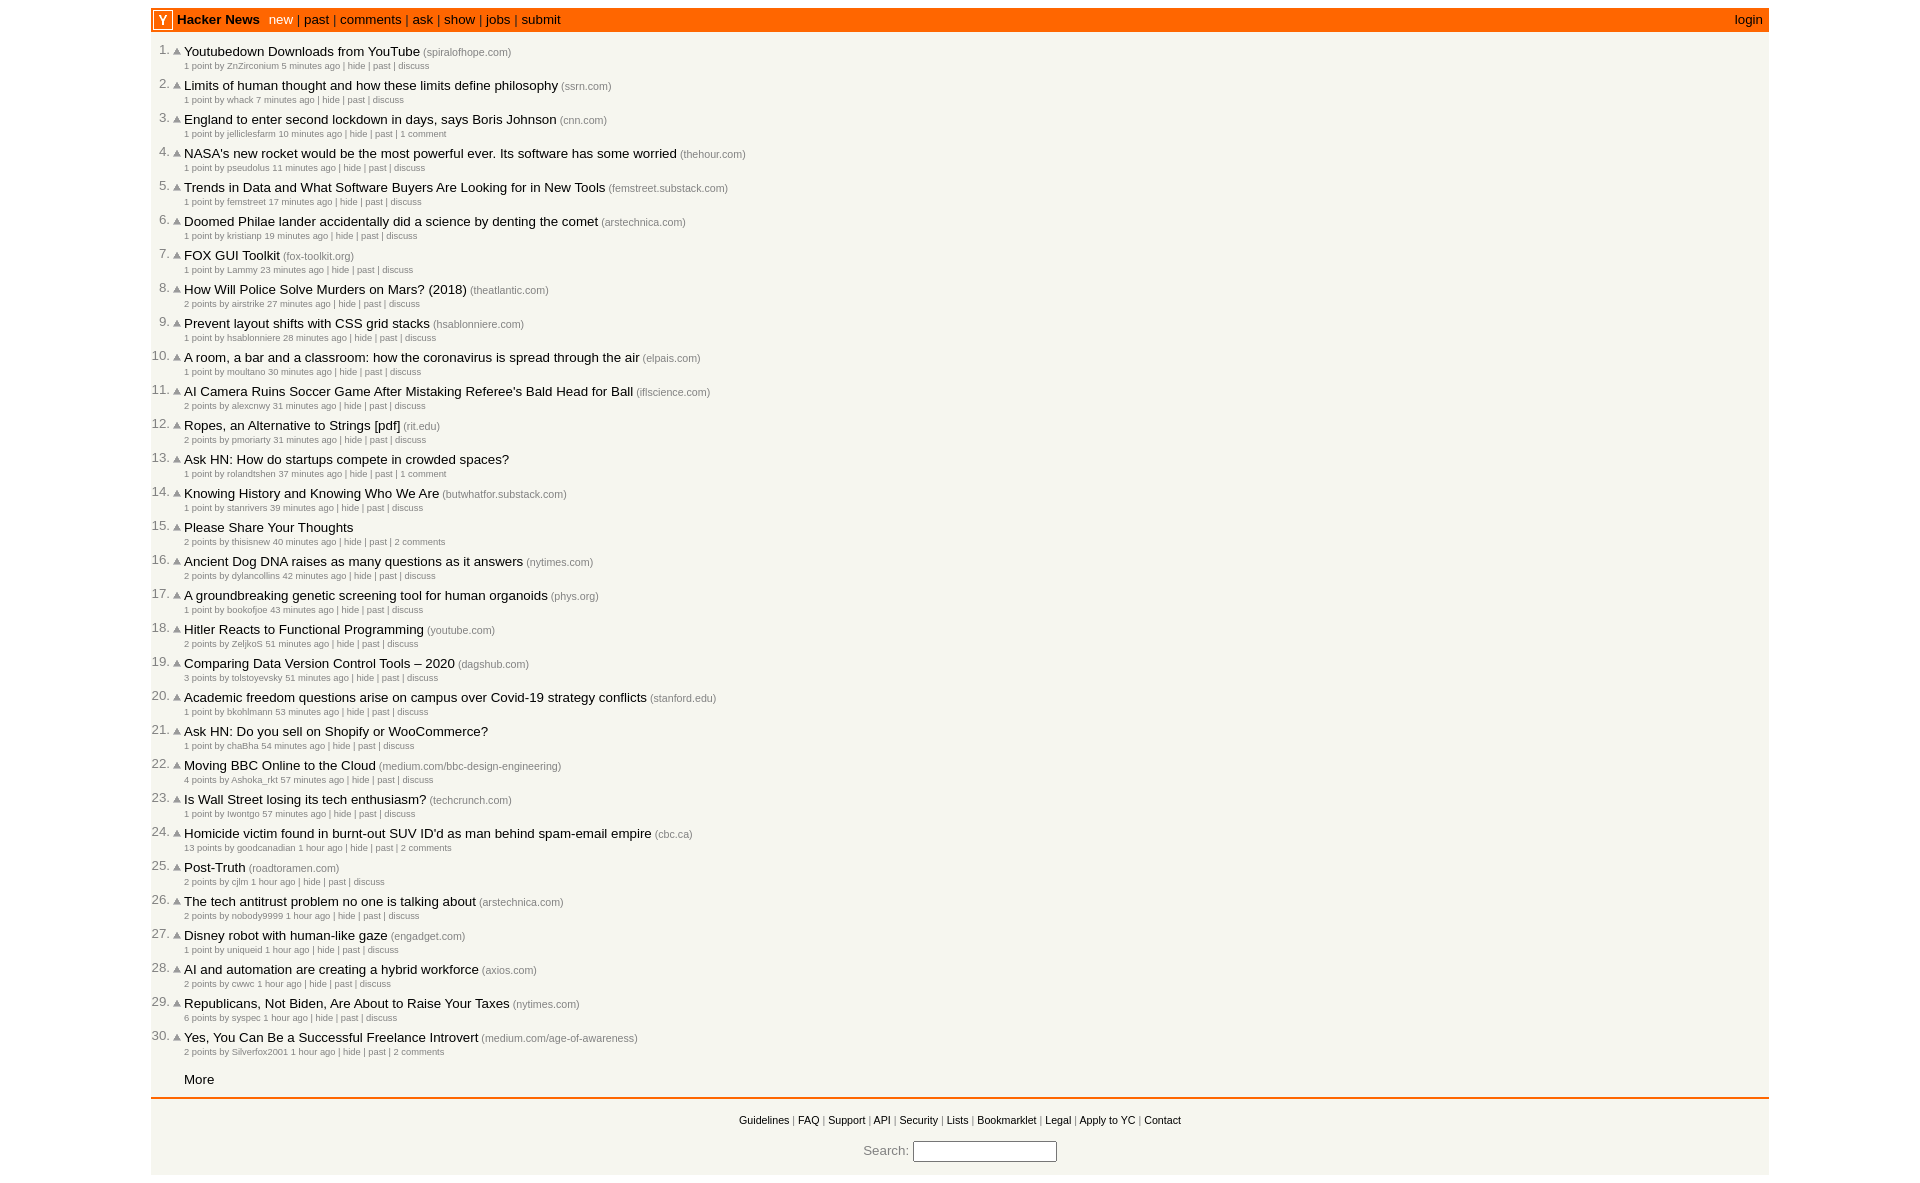 Y Hacker News new | past | comments | ask | show | jobs | submit login
1. Youtubedown Downloads from YouTube (spiralofhope.com)
1 point by ZnZirconium 5 minutes ago | hide | past | discuss
2. Limits of human thought and how these limits define philosophy (ssrn.com)
1 point by whack 7 minutes ago | hide | past | discuss
3. England to enter second lockdown in days, says Boris Johnson (cnn.com)
1 point by jelliclesfarm 10 minutes ago | hide | past | 1 comment
4. NASA's new rocket would be the most powerful ever. Its software has some worried (thehour.com)
1 point by pseudolus 11 minutes ago | hide | past | discuss
5. Trends in Data and What Software Buyers Are Looking for in New Tools (femstreet.substack.com)
1 point by femstreet 17 minutes ago | hide | past | discuss
6. Doomed Philae lander accidentally did a science by denting the comet (arstechnica.com)
1 point by kristianp 19 minutes ago | hide | past | discuss
7. FOX GUI Toolkit (fox-toolkit.org)
1 point by Lammy 23 minutes ago | hide | past | discuss
8. How Will Police Solve Murders on Mars? (2018) (theatlantic.com)
2 points by airstrike 27 minutes ago | hide | past | discuss
9. Prevent layout shifts with CSS grid stacks (hsablonniere.com)
1 point by hsablonniere 28 minutes ago | hide | past | discuss
10. A room, a bar and a classroom: how the coronavirus is spread through the air (elpais.com)
1 point by moultano 30 minutes ago | hide | past | discuss
11. AI Camera Ruins Soccer Game After Mistaking Referee's Bald Head for Ball (iflscience.com)
2 points by alexcnwy 31 minutes ago | hide | past | discuss
12. Ropes, an Alternative to Strings [pdf] (rit.edu)
2 points by pmoriarty 31 minutes ago | hide | past | discuss
13. Ask HN: How do startups compete in crowded spaces?
1 point by rolandtshen 37 minutes ago | hide | past | 1 comment
14. Knowing History and Knowing Who We Are (butwhatfor.substack.com)
1 point by stanrivers 39 minutes ago | hide | past | discuss
15. Please Share Your Thoughts
2 points by thisisnew 40 minutes ago | hide | past | 2 comments
16. Ancient Dog DNA raises as many questions as it answers (nytimes.com)
2 points by dylancollins 42 minutes ago | hide | past | discuss
17. A groundbreaking genetic screening tool for human organoids (phys.org)
1 point by bookofjoe 43 minutes ago | hide | past | discuss
18. Hitler Reacts to Functional Programming (youtube.com)
2 points by ZeljkoS 51 minutes ago | hide | past | discuss
19. Comparing Data Version Control Tools – 2020 (dagshub.com)
3 points by tolstoyevsky 51 minutes ago | hide | past | discuss
20. Academic freedom questions arise on campus over Covid-19 strategy conflicts (stanford.edu)
1 point by bkohlmann 53 minutes ago | hide | past | discuss
21. Ask HN: Do you sell on Shopify or WooCommerce?
1 point by chaBha 54 minutes ago | hide | past | discuss
22. Moving BBC Online to the Cloud (medium.com/bbc-design-engineering)
4 points by Ashoka_rkt 57 minutes ago | hide | past | discuss
23. Is Wall Street losing its tech enthusiasm? (techcrunch.com)
1 point by Iwontgo 57 minutes ago | hide | past | discuss
24. Homicide victim found in burnt-out SUV ID'd as man behind spam-email empire (cbc.ca)
13 points by goodcanadian 1 hour ago | hide | past | 2 comments
25. Post-Truth (roadtoramen.com)
2 points by cjlm 1 hour ago | hide | past | discuss
26. The tech antitrust problem no one is talking about (arstechnica.com)
2 points by nobody9999 1 hour ago | hide | past | discuss
27. Disney robot with human-like gaze (engadget.com)
1 point by uniqueid 1 hour ago | hide | past | discuss
28. AI and automation are creating a hybrid workforce (axios.com)
2 points by cwwc 1 hour ago | hide | past | discuss
29. Republicans, Not Biden, Are About to Raise Your Taxes (nytimes.com)
6 points by syspec 1 hour ago | hide | past | discuss
30. Yes, You Can Be a Successful Freelance Introvert (medium.com/age-of-awareness)
2 points by Silverfox2001 1 hour ago | hide | past | 2 comments
More
Guidelines | FAQ | Support | API | Security | Lists | Bookmarklet | Legal | Apply to YC | Contact
Search: